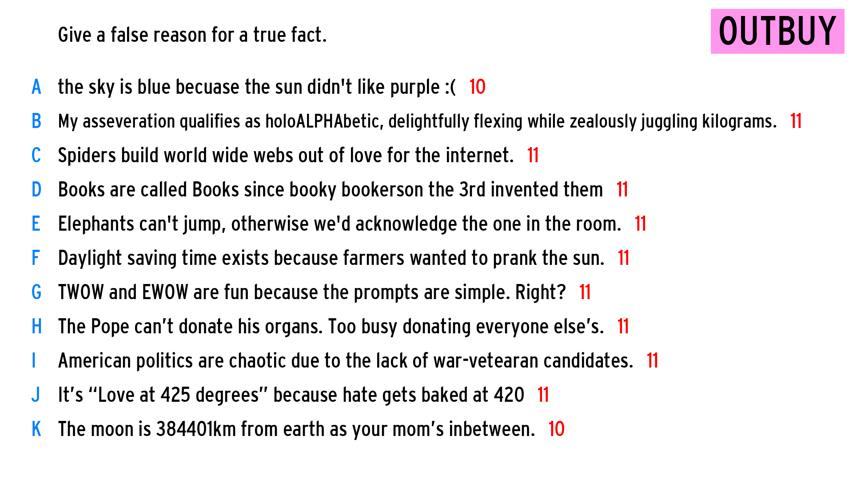 Give a false reason for a true fact.
OUTBUY
A the sky is blue becuase the sun didn't like purple :( 10
B My asseveration qualifies as holoALPHAbetic, delightfully flexing while zealously juggling kilograms. 11
C Spiders build world wide webs out of love for the internet. 11
D Books are called Books since booky bookerson the 3rd invented them 11
E Elephants can't jump, otherwise we'd acknowledge the one in the room. 11
F Daylight saving time exists because farmers wanted to prank the sun. 11
G TWOW and EWOW are fun because the prompts are simple. Right? 11
H The Pope can’t donate his organs. Too busy donating everyone else’s. 11
I American politics are chaotic due to the lack of war-vetearan candidates. 11
J It’s “Love at 425 degrees” because hate gets baked at 420 11
K The moon is 384401km from earth as your mom’s inbetween. 10